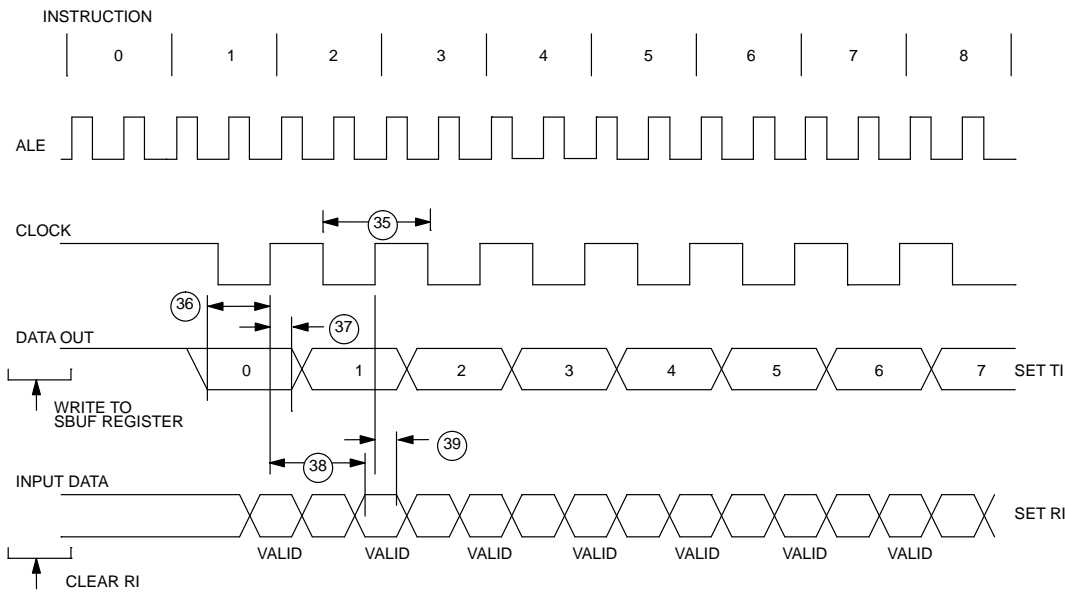 INSTRUCTION
0 1 2 3 4 5 6 7 8
ALE
35
CLOCK
36
37
DATA OUT
0 1 2 3 4 5 6 7 SET TI
WRITE TO
SBUF REGISTER
39
38
INPUT DATA
SET RI
VALID VALID VALID VALID VALID VALID VALID
CLEAR RI